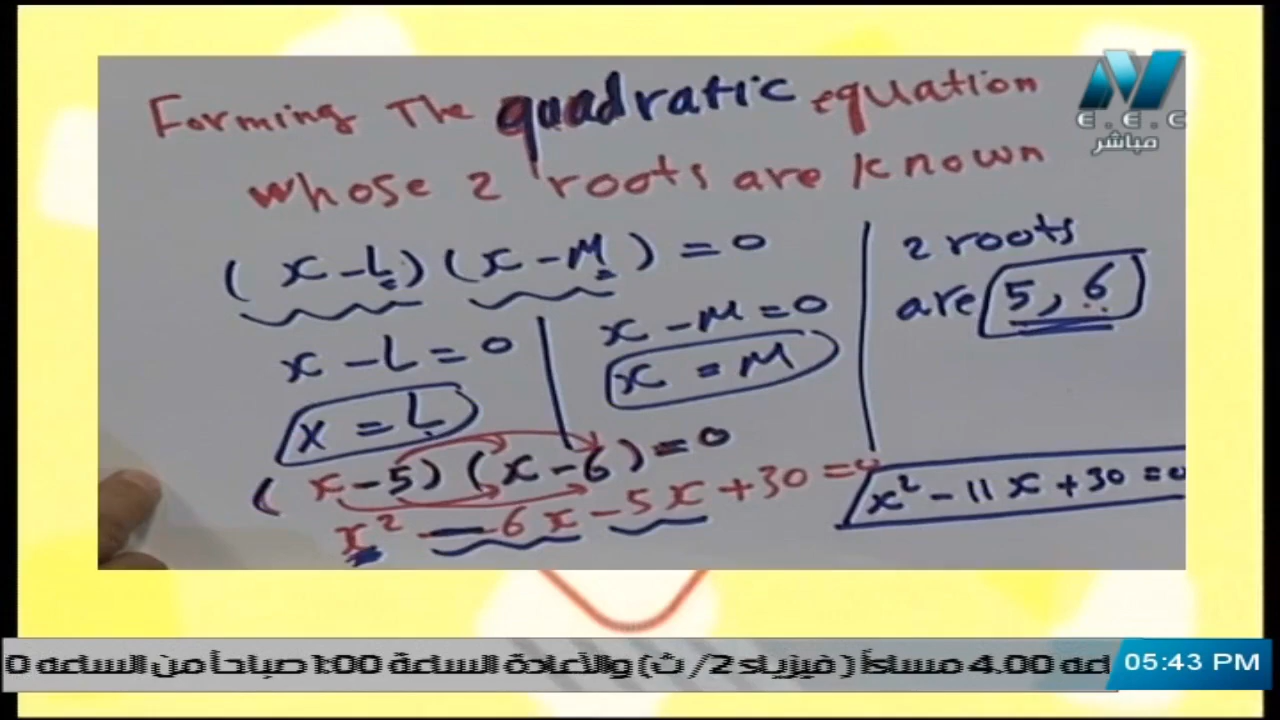 Forming The quadratic equation
whose 2 roots are known
(x-L)(x-M)=0
x-L=0
x=L
x-M=0
x=M
2 roots
are 5, 6
(x-5)(x-6)=0
x²-6x-5x+30=0
x²-11x+30=0
E.E.C
مباشر
مساءاً ( فيزياء 2/ ث) والأعادة الساعة 1:00 صباحاً من الساعه 4.00
05:43 PM